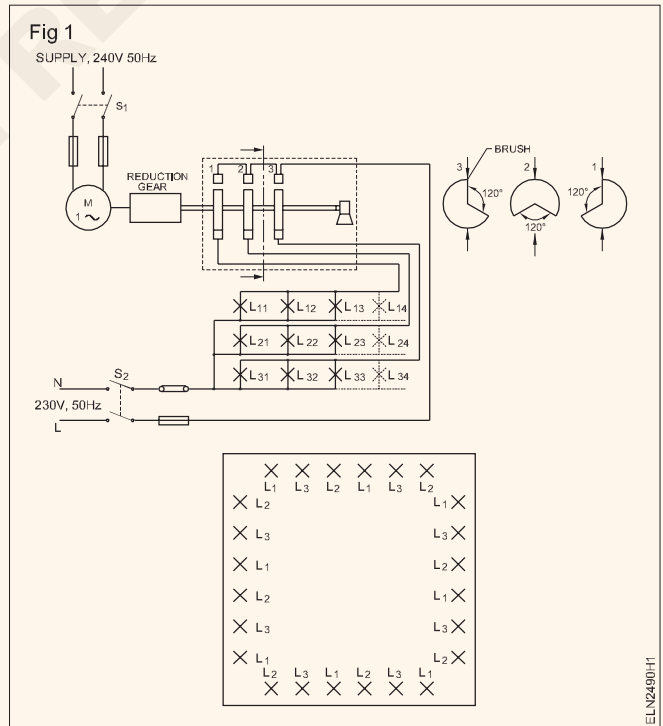 Fig 1
SUPPLY, 240V 50Hz
S1
REDUCTION
GEAR
M
1 ~
1 2 3
BRUSH
3 2 1
120° 120° 120°
L11 L12 L13 L14
L21 L22 L23 L24
L31 L32 L33 L34
N S2
230V, 50Hz
L
L1 L3 L2 L1 L3 L2
L2 L1
L3 L3
L1 L2
L2 L1
L3 L3
L1 L2
L2 L3 L1 L2 L3 L1
ELN2490H1